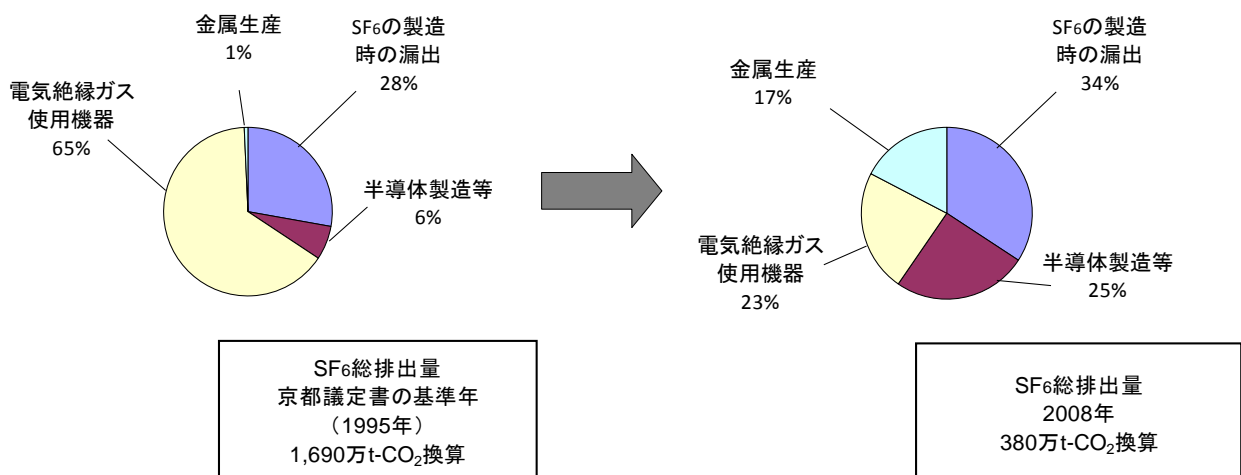 金属生産
1%
SF6の製造
時の漏出
28%
電気絶縁ガス
使用機器
65%
半導体製造等
6%
SF6総排出量
京都議定書の基準年
(1995年)
1,690万t-CO2換算
SF6の製造
時の漏出
34%
金属生産
17%
電気絶縁ガス
使用機器
23%
半導体製造等
25%
SF6総排出量
2008年
380万t-CO2換算